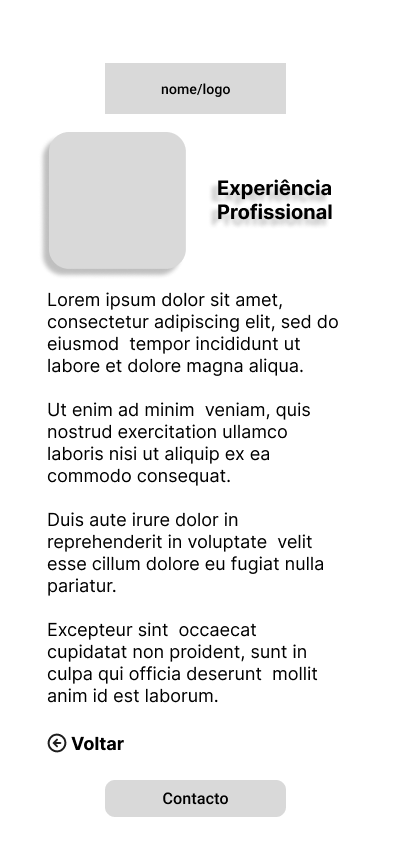 nome/logo
Experiência
Profissional
Lorem ipsum dolor sit amet,
consectetur adipiscing elit, sed do
eiusmod  tempor incididunt ut
labore et dolore magna aliqua.
Ut enim ad minim  veniam, quis
nostrud exercitation ullamco
laboris nisi ut aliquip ex ea
commodo consequat.
Duis aute irure dolor in
reprehenderit in voluptate  velit
esse cillum dolore eu fugiat nulla
pariatur.
Excepteur sint  occaecat
cupidatat non proident, sunt in
culpa qui officia deserunt  mollit
anim id est laborum.
Voltar
Contacto